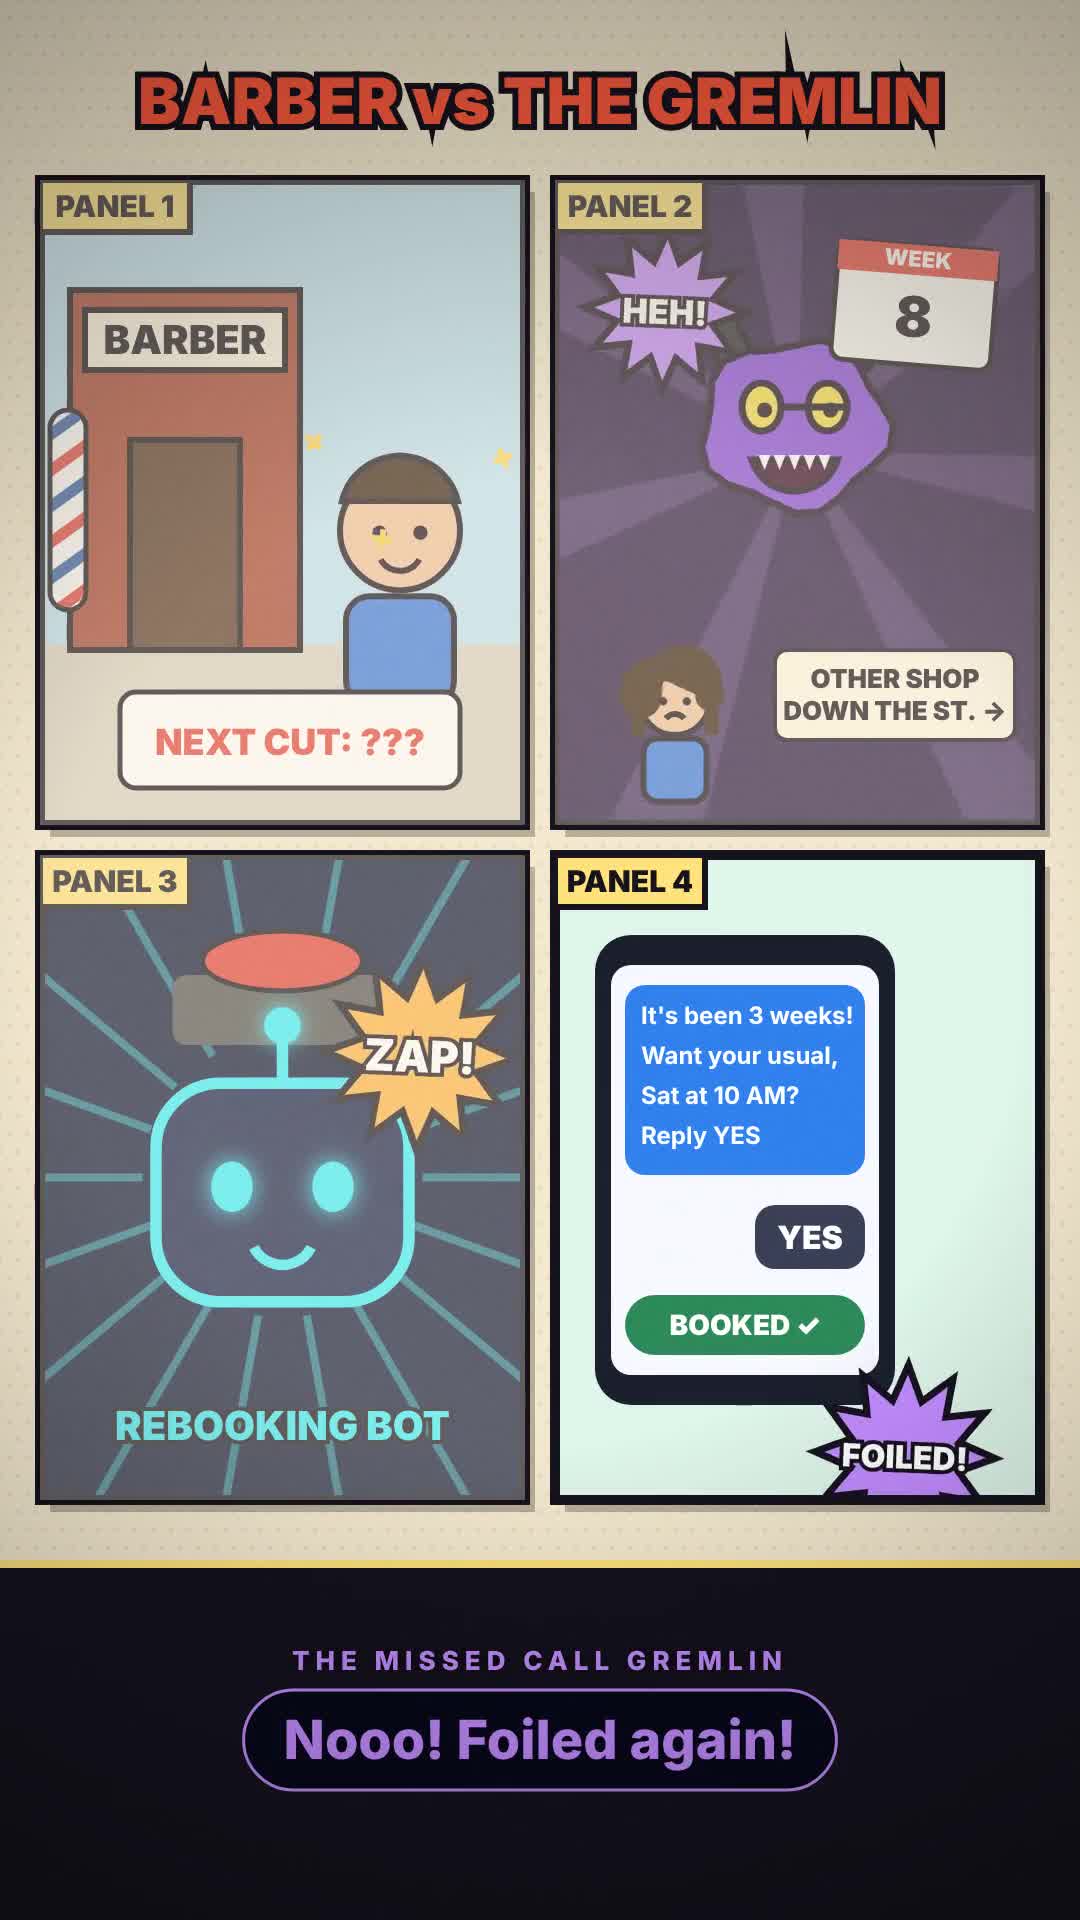 BARBER vs THE GREMLIN
PANEL 1
BARBER
NEXT CUT: ???
PANEL 2
HEH!
WEEK
8
OTHER SHOP
DOWN THE ST. →
PANEL 3
ZAP!
REBOOKING BOT
PANEL 4
It's been 3 weeks!
Want your usual,
Sat at 10 AM?
Reply YES
YES
BOOKED ✓
FOILED!
THE MISSED CALL GREMLIN
Nooo! Foiled again!